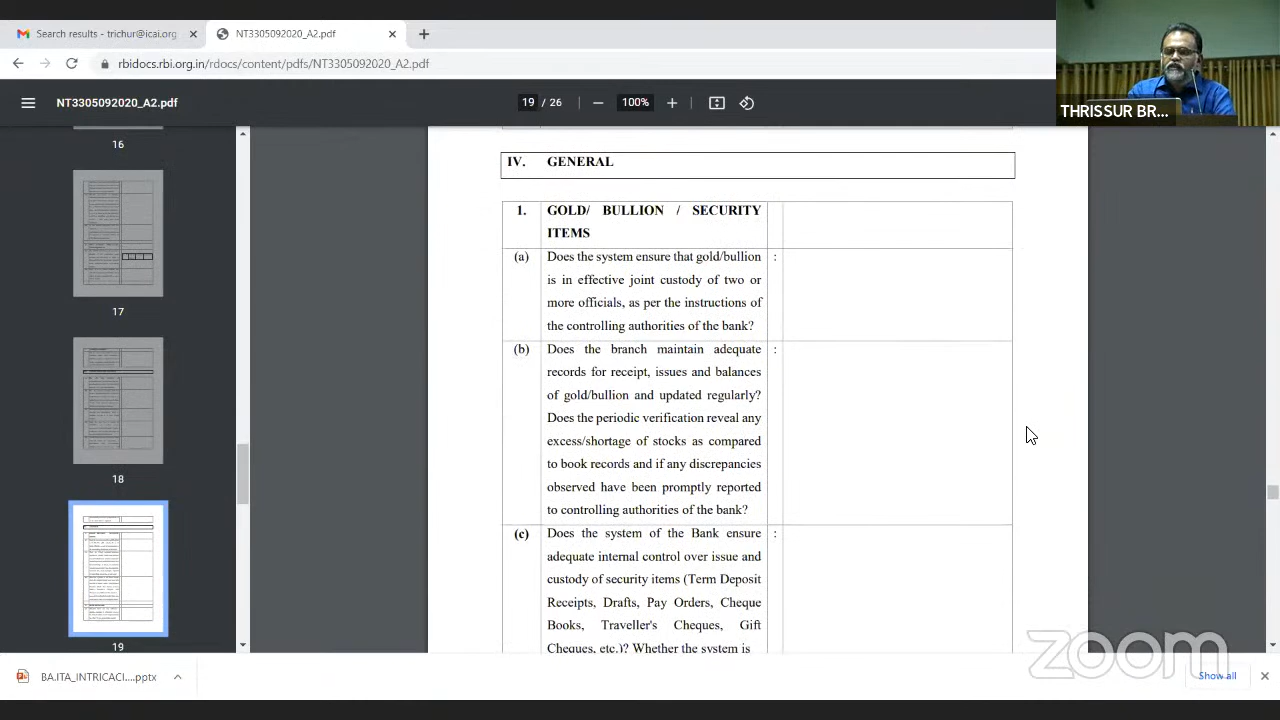 Search results - trichur@icai.org
NT3305092020_A2.pdf
rbidocs.rbi.org.in/rdocs/content/pdfs/NT3305092020_A2.pdf
NT3305092020_A2.pdf
19 / 26
100%
THRISSUR BR...
16
17
18
19
IV. GENERAL
1. GOLD/ BULLION / SECURITY
ITEMS
(a) Does the system ensure that gold/bullion :
is in effective joint custody of two or
more officials, as per the instructions of
the controlling authorities of the bank?
(b) Does the branch maintain adequate :
records for receipt, issues and balances
of gold/bullion and updated regularly?
Does the periodic verification reveal any
excess/shortage of stocks as compared
to book records and if any discrepancies
observed have been promptly reported
to controlling authorities of the bank?
(c) Does the system of the Bank ensure :
adequate internal control over issue and
custody of security items (Term Deposit
Receipts, Drafts, Pay Orders, Cheque
Books, Traveller's Cheques, Gift
Cheques, etc.)? Whether the system is
zoom
BA.ITA_INTRICACI....pptx
Show all